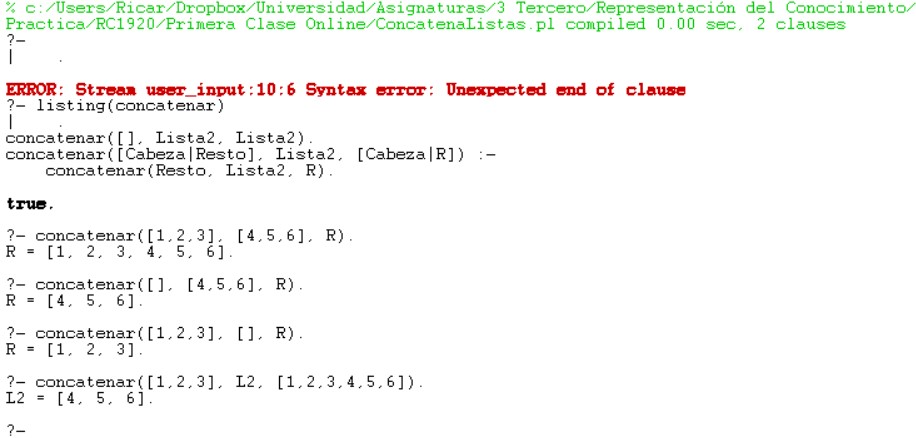 % c:/Users/Ricar/Dropbox/Universidad/Asignaturas/3 Tercero/Representación del Conocimiento/
Practica/RC1920/Primera Clase Online/ConcatenaListas.pl compiled 0.00 sec, 2 clauses
?-
|    .
ERROR: Stream user_input:10:6 Syntax error: Unexpected end of clause
?- listing(concatenar)
|    .
concatenar([], Lista2, Lista2).
concatenar([Cabeza|Resto], Lista2, [Cabeza|R]) :-
    concatenar(Resto, Lista2, R).
true.
?- concatenar([1,2,3], [4,5,6], R).
R = [1, 2, 3, 4, 5, 6].
?- concatenar([], [4,5,6], R).
R = [4, 5, 6].
?- concatenar([1,2,3], [], R).
R = [1, 2, 3].
?- concatenar([1,2,3], L2, [1,2,3,4,5,6]).
L2 = [4, 5, 6].
?-